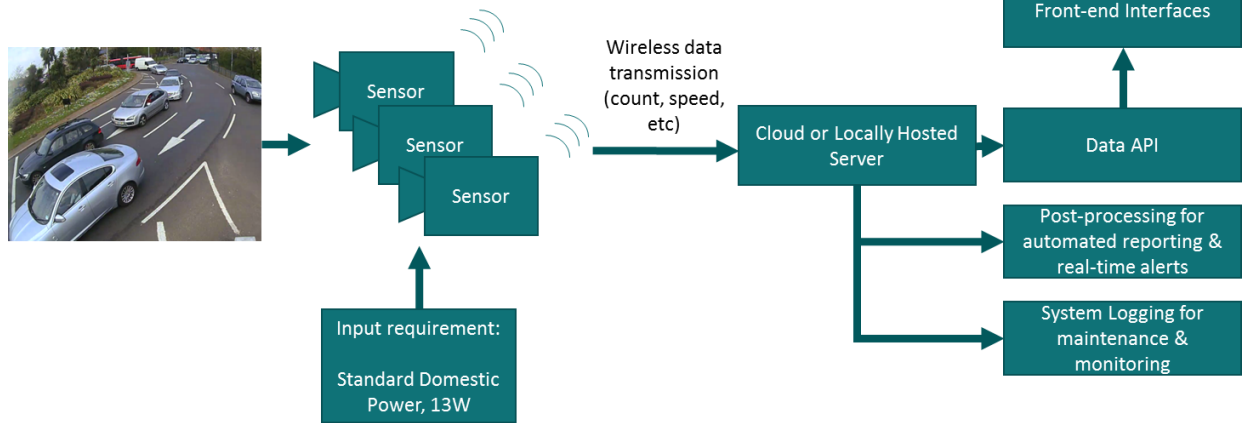 Front-end Interfaces
Wireless data
transmission
(count, speed,
etc)
Sensor
Sensor
Sensor
Cloud or Locally Hosted
Server
Data API
Post-processing for
automated reporting &
real-time alerts
System Logging for
maintenance &
monitoring
Input requirement:
Standard Domestic
Power, 13W